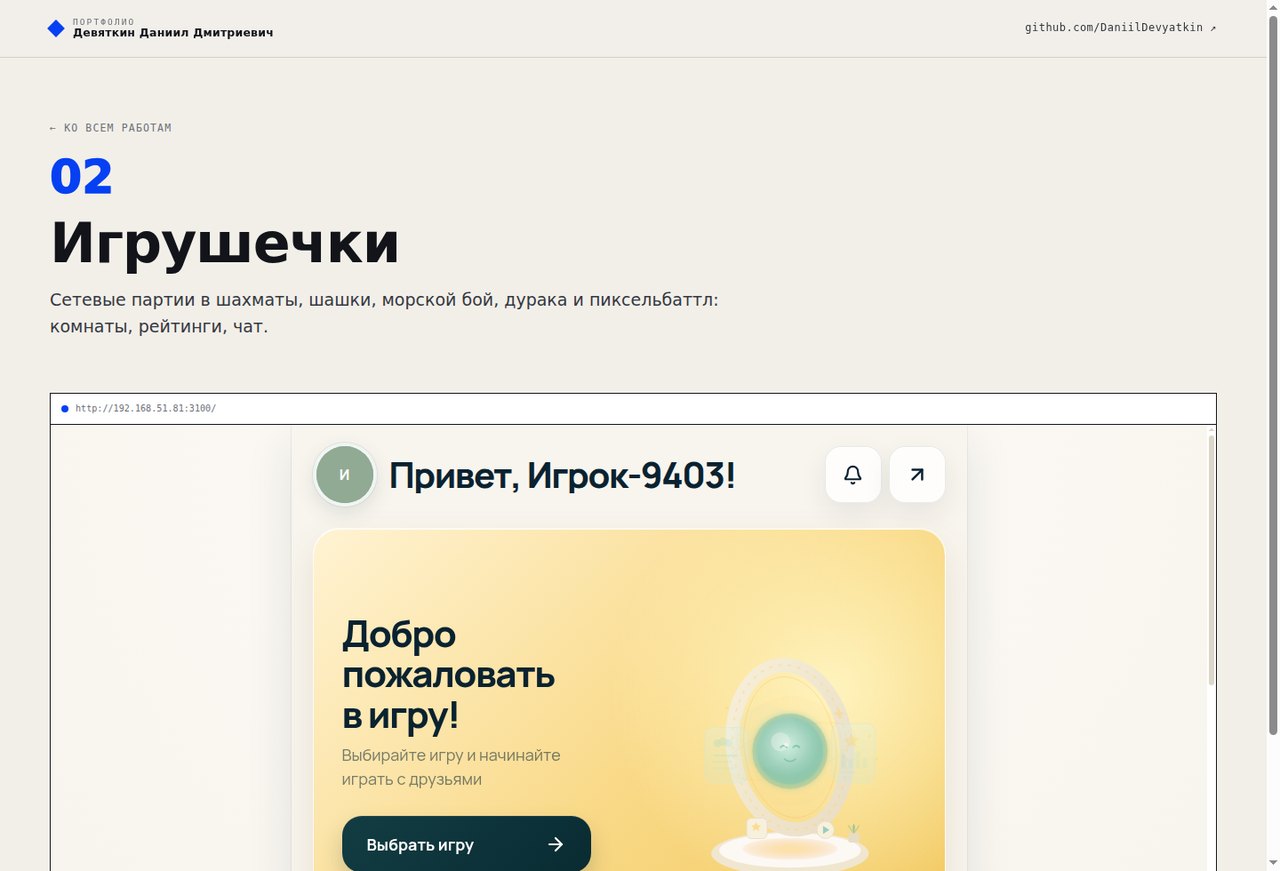 ПОРТФОЛИО
Девяткин Даниил Дмитриевич
github.com/DaniilDevyatkin ↗
← КО ВСЕМ РАБОТАМ
02
Игрушечки
Сетевые партии в шахматы, шашки, морской бой, дурака и пиксельбаттл:
комнаты, рейтинги, чат.
http://192.168.51.81:3100/
И
Привет, Игрок-9403!
Добро
пожаловать
в игру!
Выбирайте игру и начинайте
играть с друзьями
Выбрать игру →